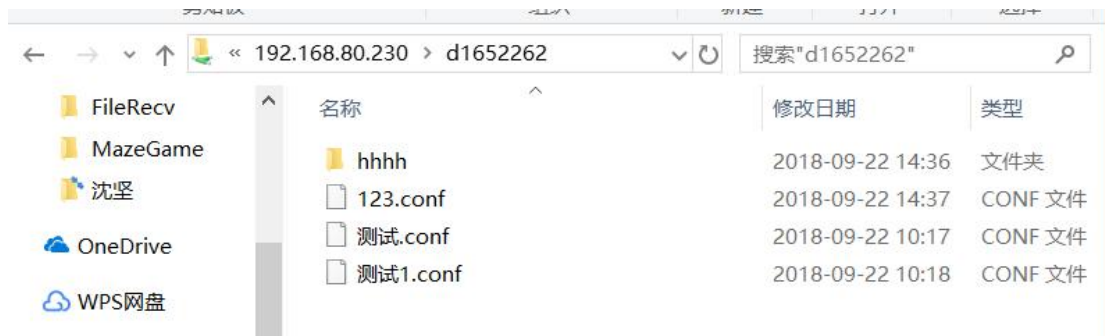 « 192.168.80.230 > d1652262 搜索"d1652262"
FileRecv
MazeGame
沈坚
OneDrive
WPS网盘
名称 修改日期 类型
hhhh 2018-09-22 14:36 文件夹
123.conf 2018-09-22 14:37 CONF 文件
测试.conf 2018-09-22 10:17 CONF 文件
测试1.conf 2018-09-22 10:18 CONF 文件